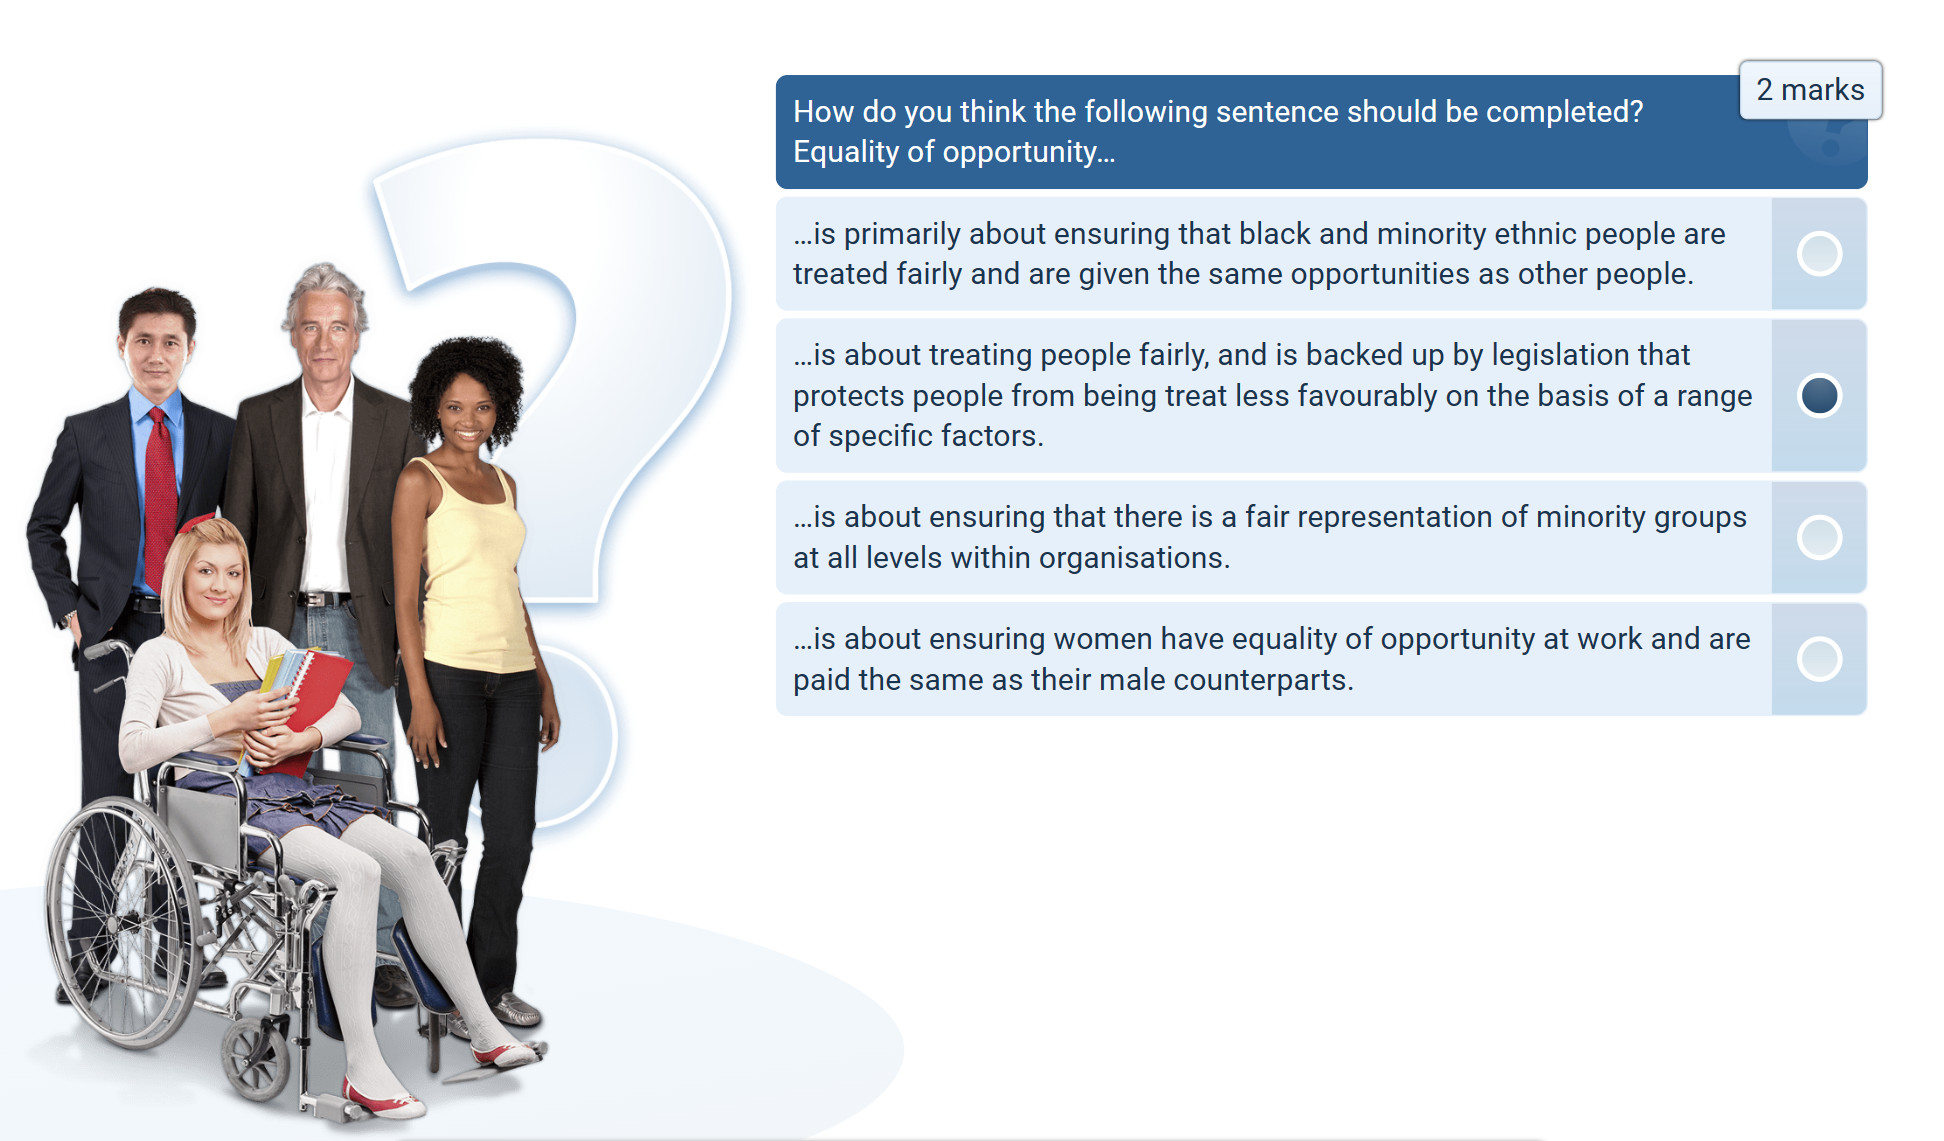 2 marks
How do you think the following sentence should be completed?
Equality of opportunity...
...is primarily about ensuring that black and minority ethnic people are
treated fairly and are given the same opportunities as other people.
...is about treating people fairly, and is backed up by legislation that
protects people from being treat less favourably on the basis of a range
of specific factors.
...is about ensuring that there is a fair representation of minority groups
at all levels within organisations.
...is about ensuring women have equality of opportunity at work and are
paid the same as their male counterparts.